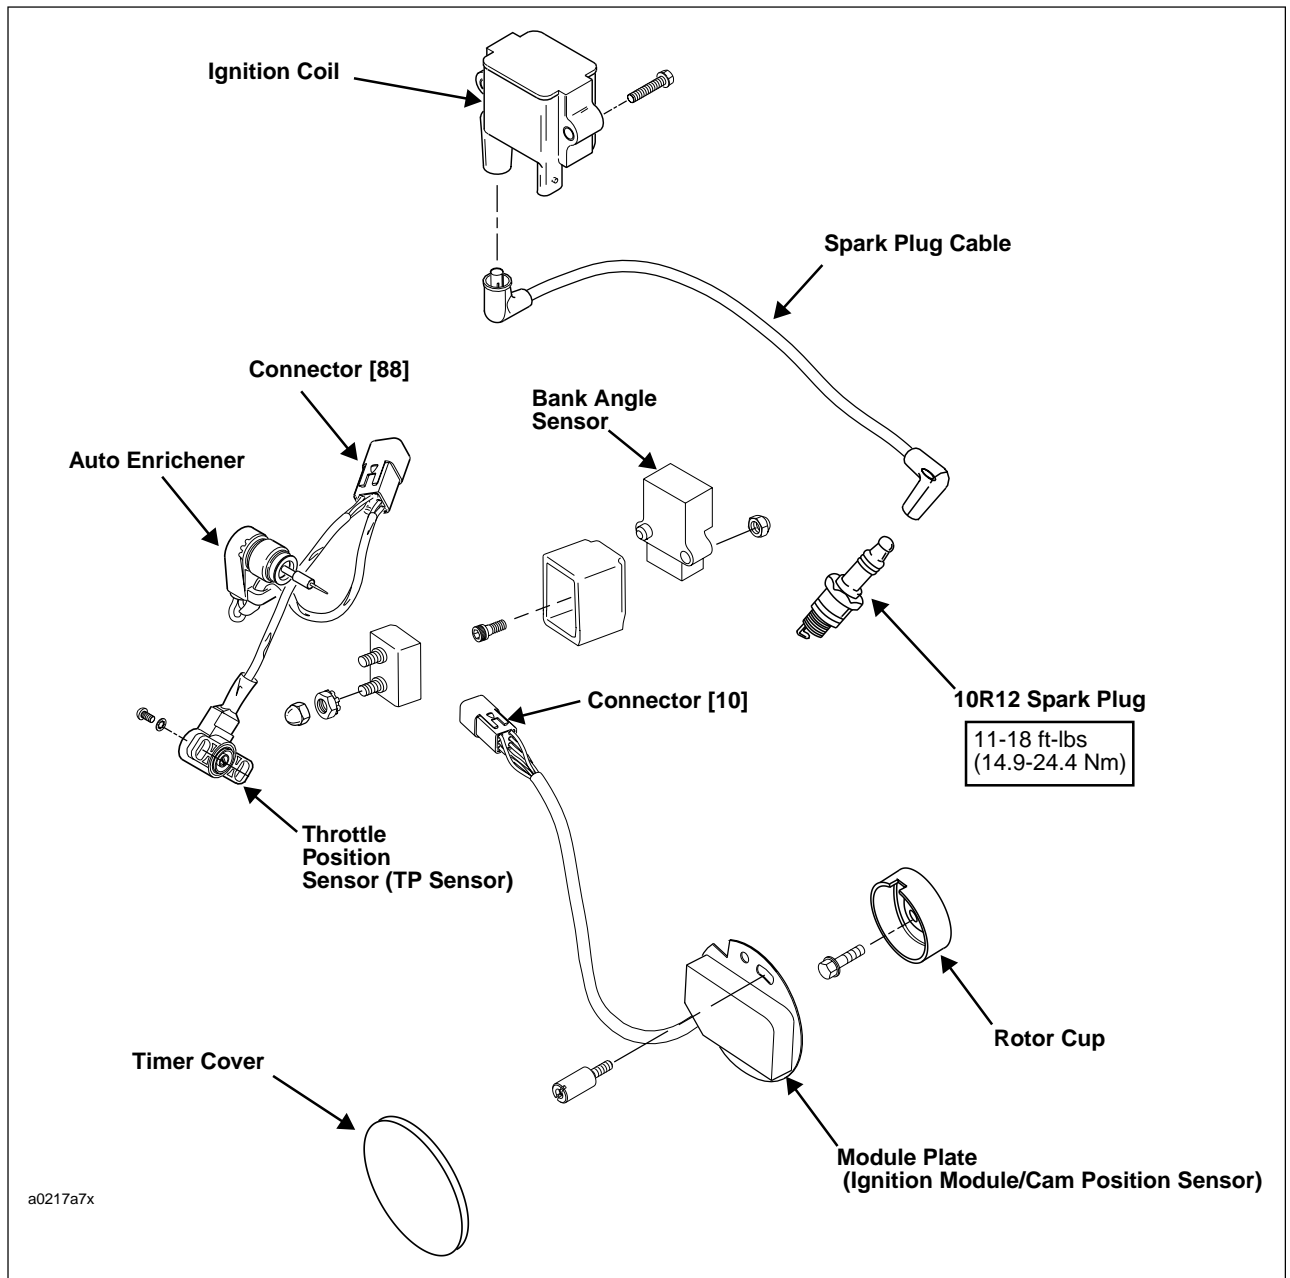 Ignition Coil
Spark Plug Cable
Connector [88]
Bank Angle
Sensor
Auto Enrichener
Connector [10]
10R12 Spark Plug
11-18 ft-lbs
(14.9-24.4 Nm)
Throttle
Position
Sensor (TP Sensor)
Rotor Cup
Timer Cover
Module Plate
(Ignition Module/Cam Position Sensor)
a0217a7x